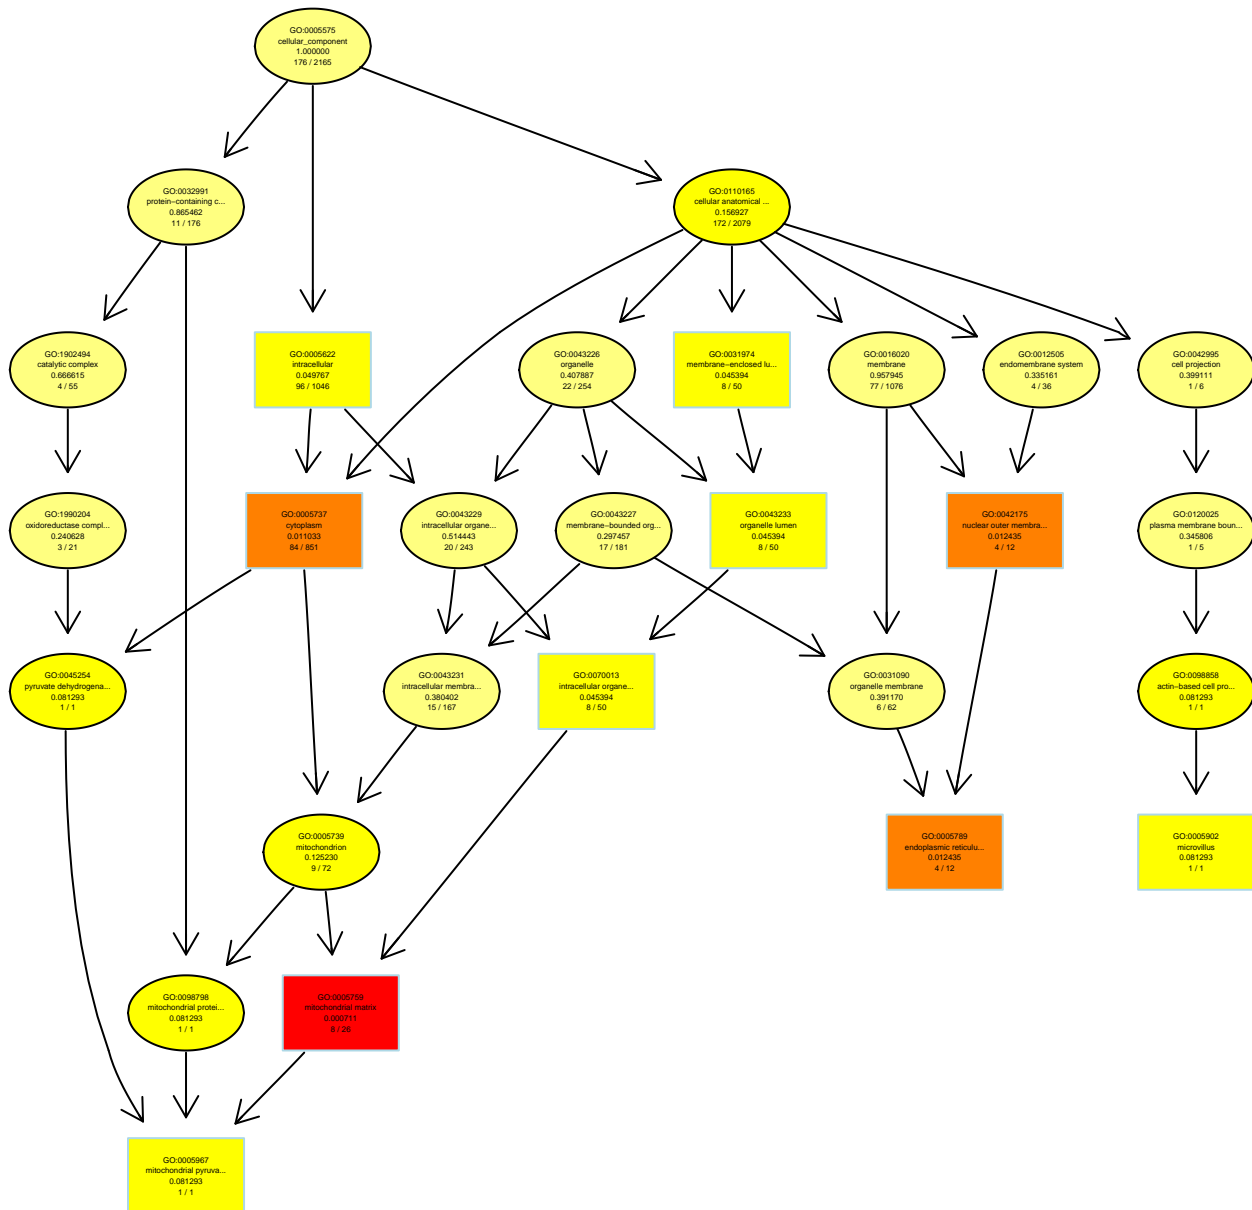 GO:0005575
cellular_component
1.000000
176 / 2165
GO:0032991
protein−containing c...
0.865462
11 / 176
GO:0110165
cellular anatomical ...
0.156927
172 / 2079
GO:1902494
catalytic complex
0.666615
4 / 55
GO:0005622
intracellular
0.049767
96 / 1046
GO:0043226
organelle
0.407887
22 / 254
GO:0031974
membrane−enclosed lu...
0.045394
8 / 50
GO:0016020
membrane
0.957945
77 / 1076
GO:0012505
endomembrane system
0.335161
4 / 36
GO:0042995
cell projection
0.399111
1 / 6
GO:1990204
oxidoreductase compl...
0.240628
3 / 21
GO:0005737
cytoplasm
0.011033
84 / 851
GO:0043229
intracellular organe...
0.514443
20 / 243
GO:0043227
membrane−bounded org...
0.297457
17 / 181
GO:0043233
organelle lumen
0.045394
8 / 50
GO:0042175
nuclear outer membra...
0.012435
4 / 12
GO:0120025
plasma membrane boun...
0.345806
1 / 5
GO:0045254
pyruvate dehydrogena...
0.081293
1 / 1
GO:0043231
intracellular membra...
0.380402
15 / 167
GO:0070013
intracellular organe...
0.045394
8 / 50
GO:0031090
organelle membrane
0.391170
6 / 62
GO:0098858
actin−based cell pro...
0.081293
1 / 1
GO:0005739
mitochondrion
0.125230
9 / 72
GO:0005789
endoplasmic reticulu...
0.012435
4 / 12
GO:0005902
microvillus
0.081293
1 / 1
GO:0098798
mitochondrial protei...
0.081293
1 / 1
GO:0005759
mitochondrial matrix
0.000711
8 / 26
GO:0005967
mitochondrial pyruva...
0.081293
1 / 1